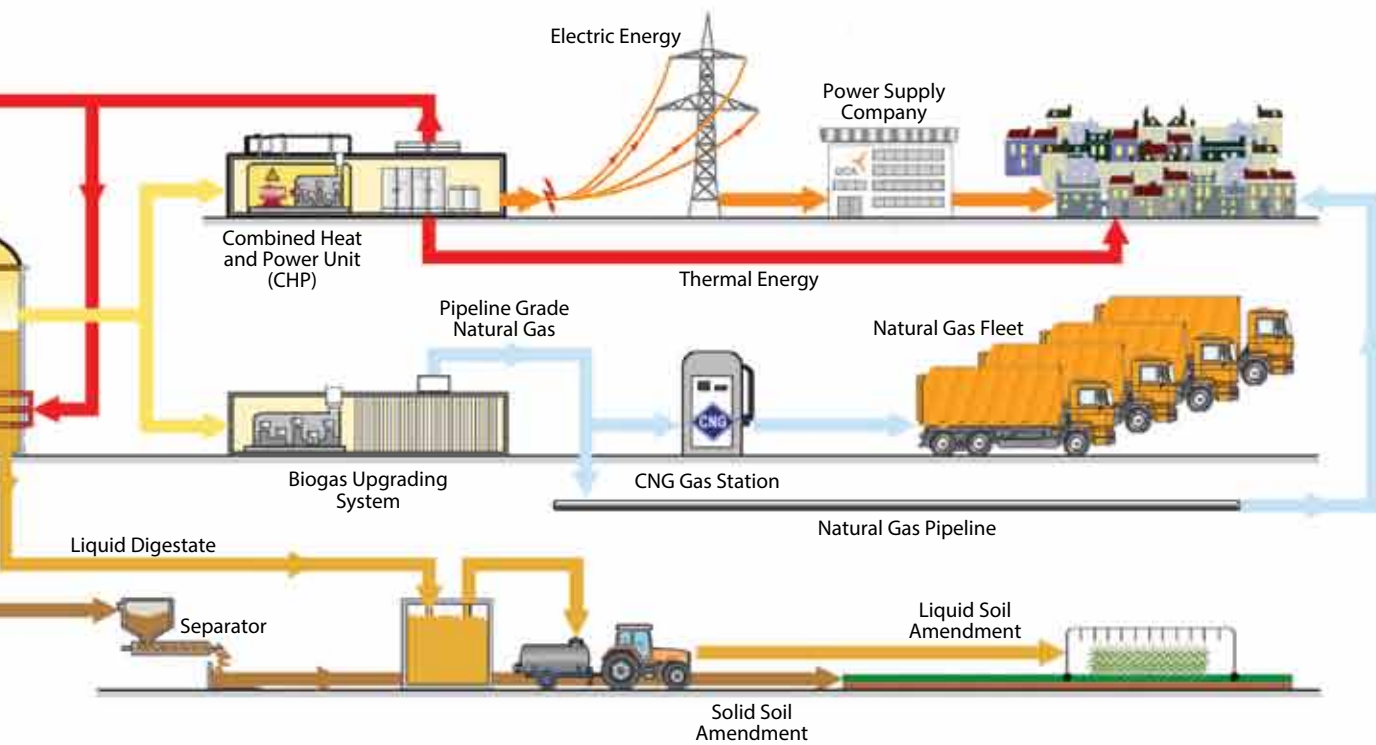 Electric Energy
Power Supply
Company
Combined Heat
and Power Unit
(CHP)
Thermal Energy
Pipeline Grade
Natural Gas
Natural Gas Fleet
CNG
Biogas Upgrading
System
CNG Gas Station
Natural Gas Pipeline
Liquid Digestate
Separator
Liquid Soil
Amendment
Solid Soil
Amendment